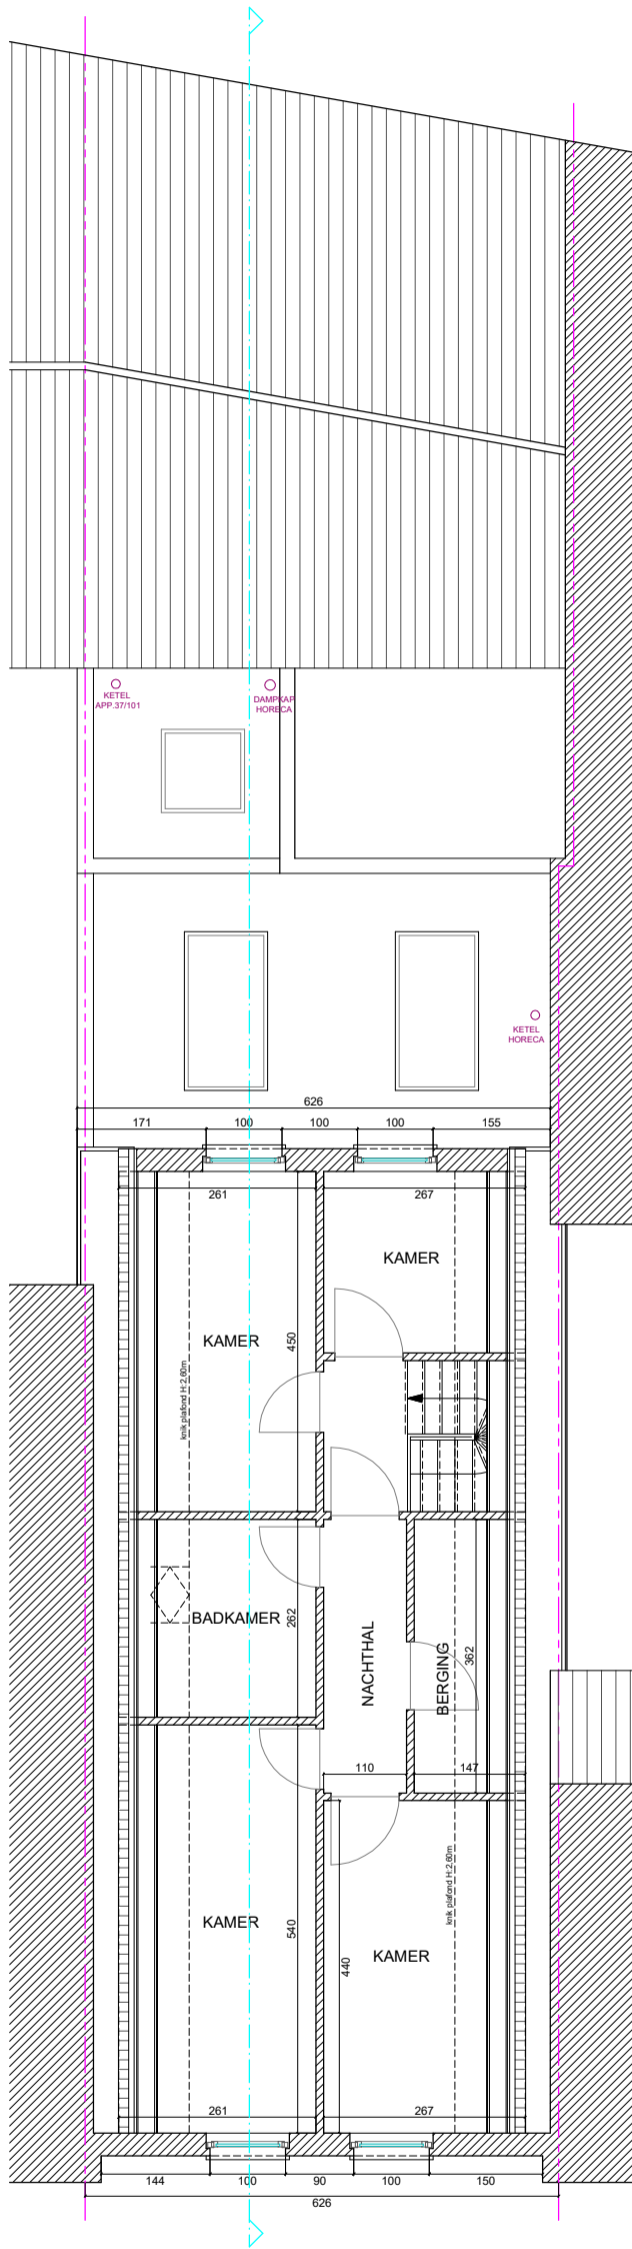 KETEL
APP.37/101
DAMPKAP
HORECA
KETEL
HORECA
626
171 100 100 100 155
261 267
KAMER
KAMER
450
knik plafond H:2.60m
BADKAMER
262
NACHTHAL
BERGING
362
110 147
knik plafond H:2.60m
KAMER
540
KAMER
440
261 267
144 100 90 100 150
626